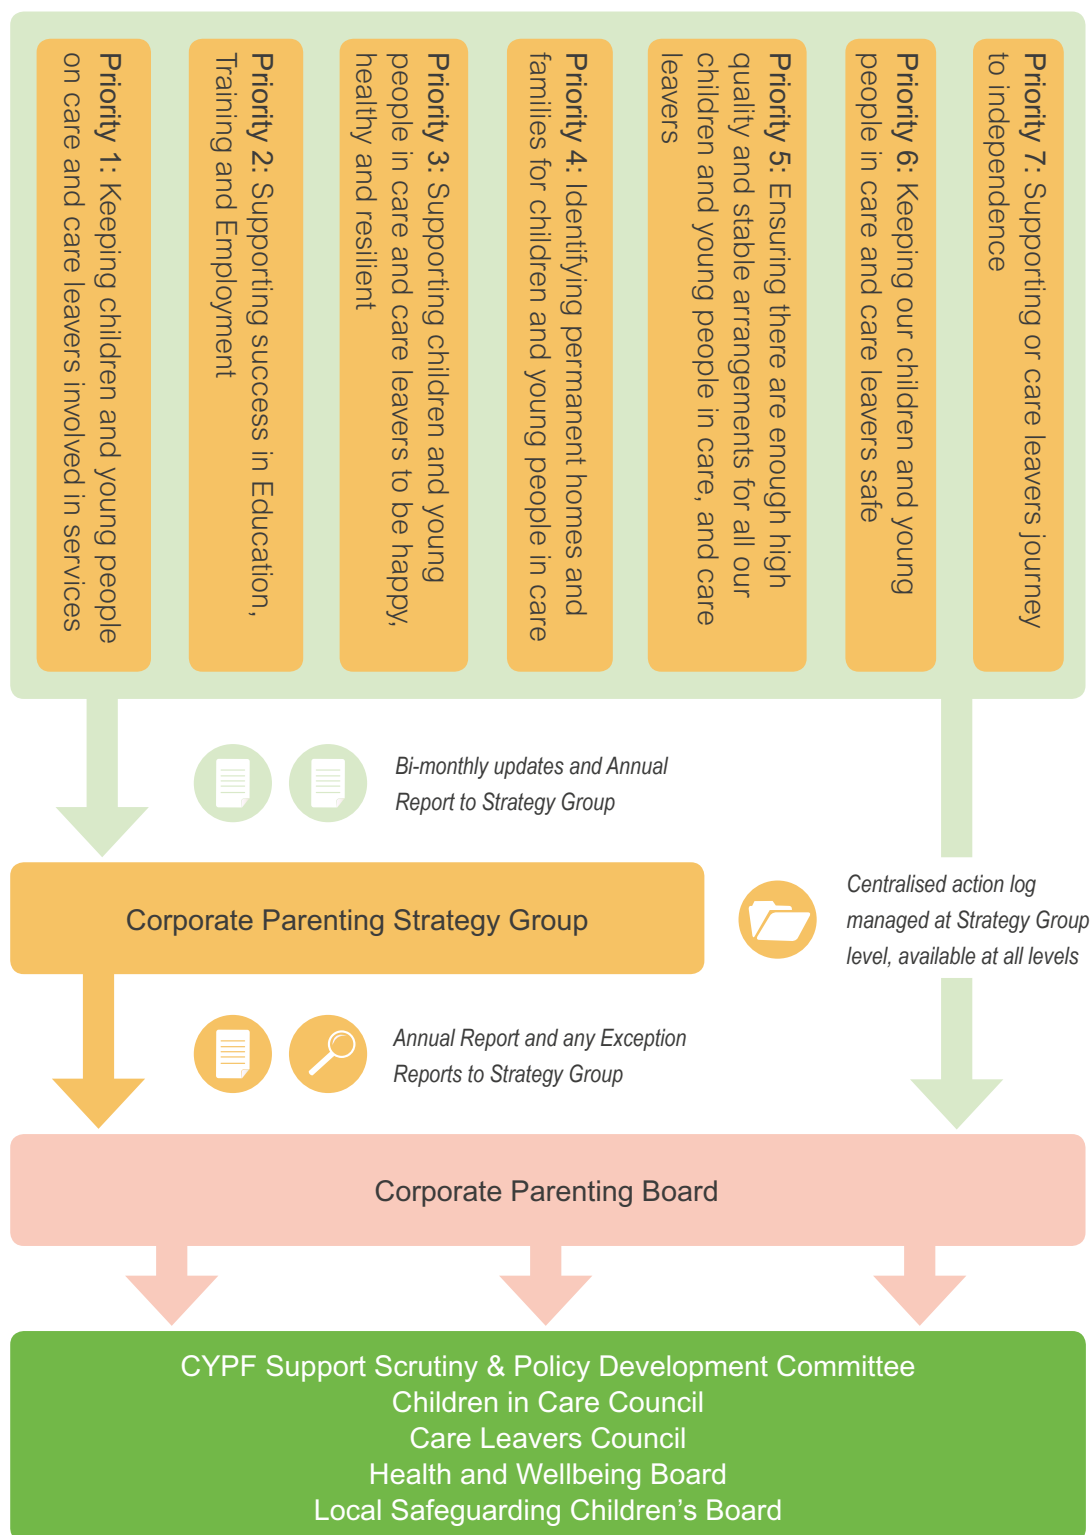 Priority 1: Keeping children and young people
on care and care leavers involved in services
Priority 2: Supporting success in Education,
Training and Employment
Priority 3: Supporting children and young
people in care and care leavers to be happy,
healthy and resilient
Priority 4: Identifying permanent homes and
families for children and young people in care
Priority 5: Ensuring there are enough high
quality and stable arrangements for all our
children and young people in care, and care
leavers
Priority 6: Keeping our children and young
people in care and care leavers safe
Priority 7: Supporting or care leavers journey
to independence
Bi-monthly updates and Annual
Report to Strategy Group
Corporate Parenting Strategy Group
Centralised action log
managed at Strategy Group
level, available at all levels
Annual Report and any Exception
Reports to Strategy Group
Corporate Parenting Board
CYPF Support Scrutiny & Policy Development Committee
Children in Care Council
Care Leavers Council
Health and Wellbeing Board
Local Safeguarding Children’s Board